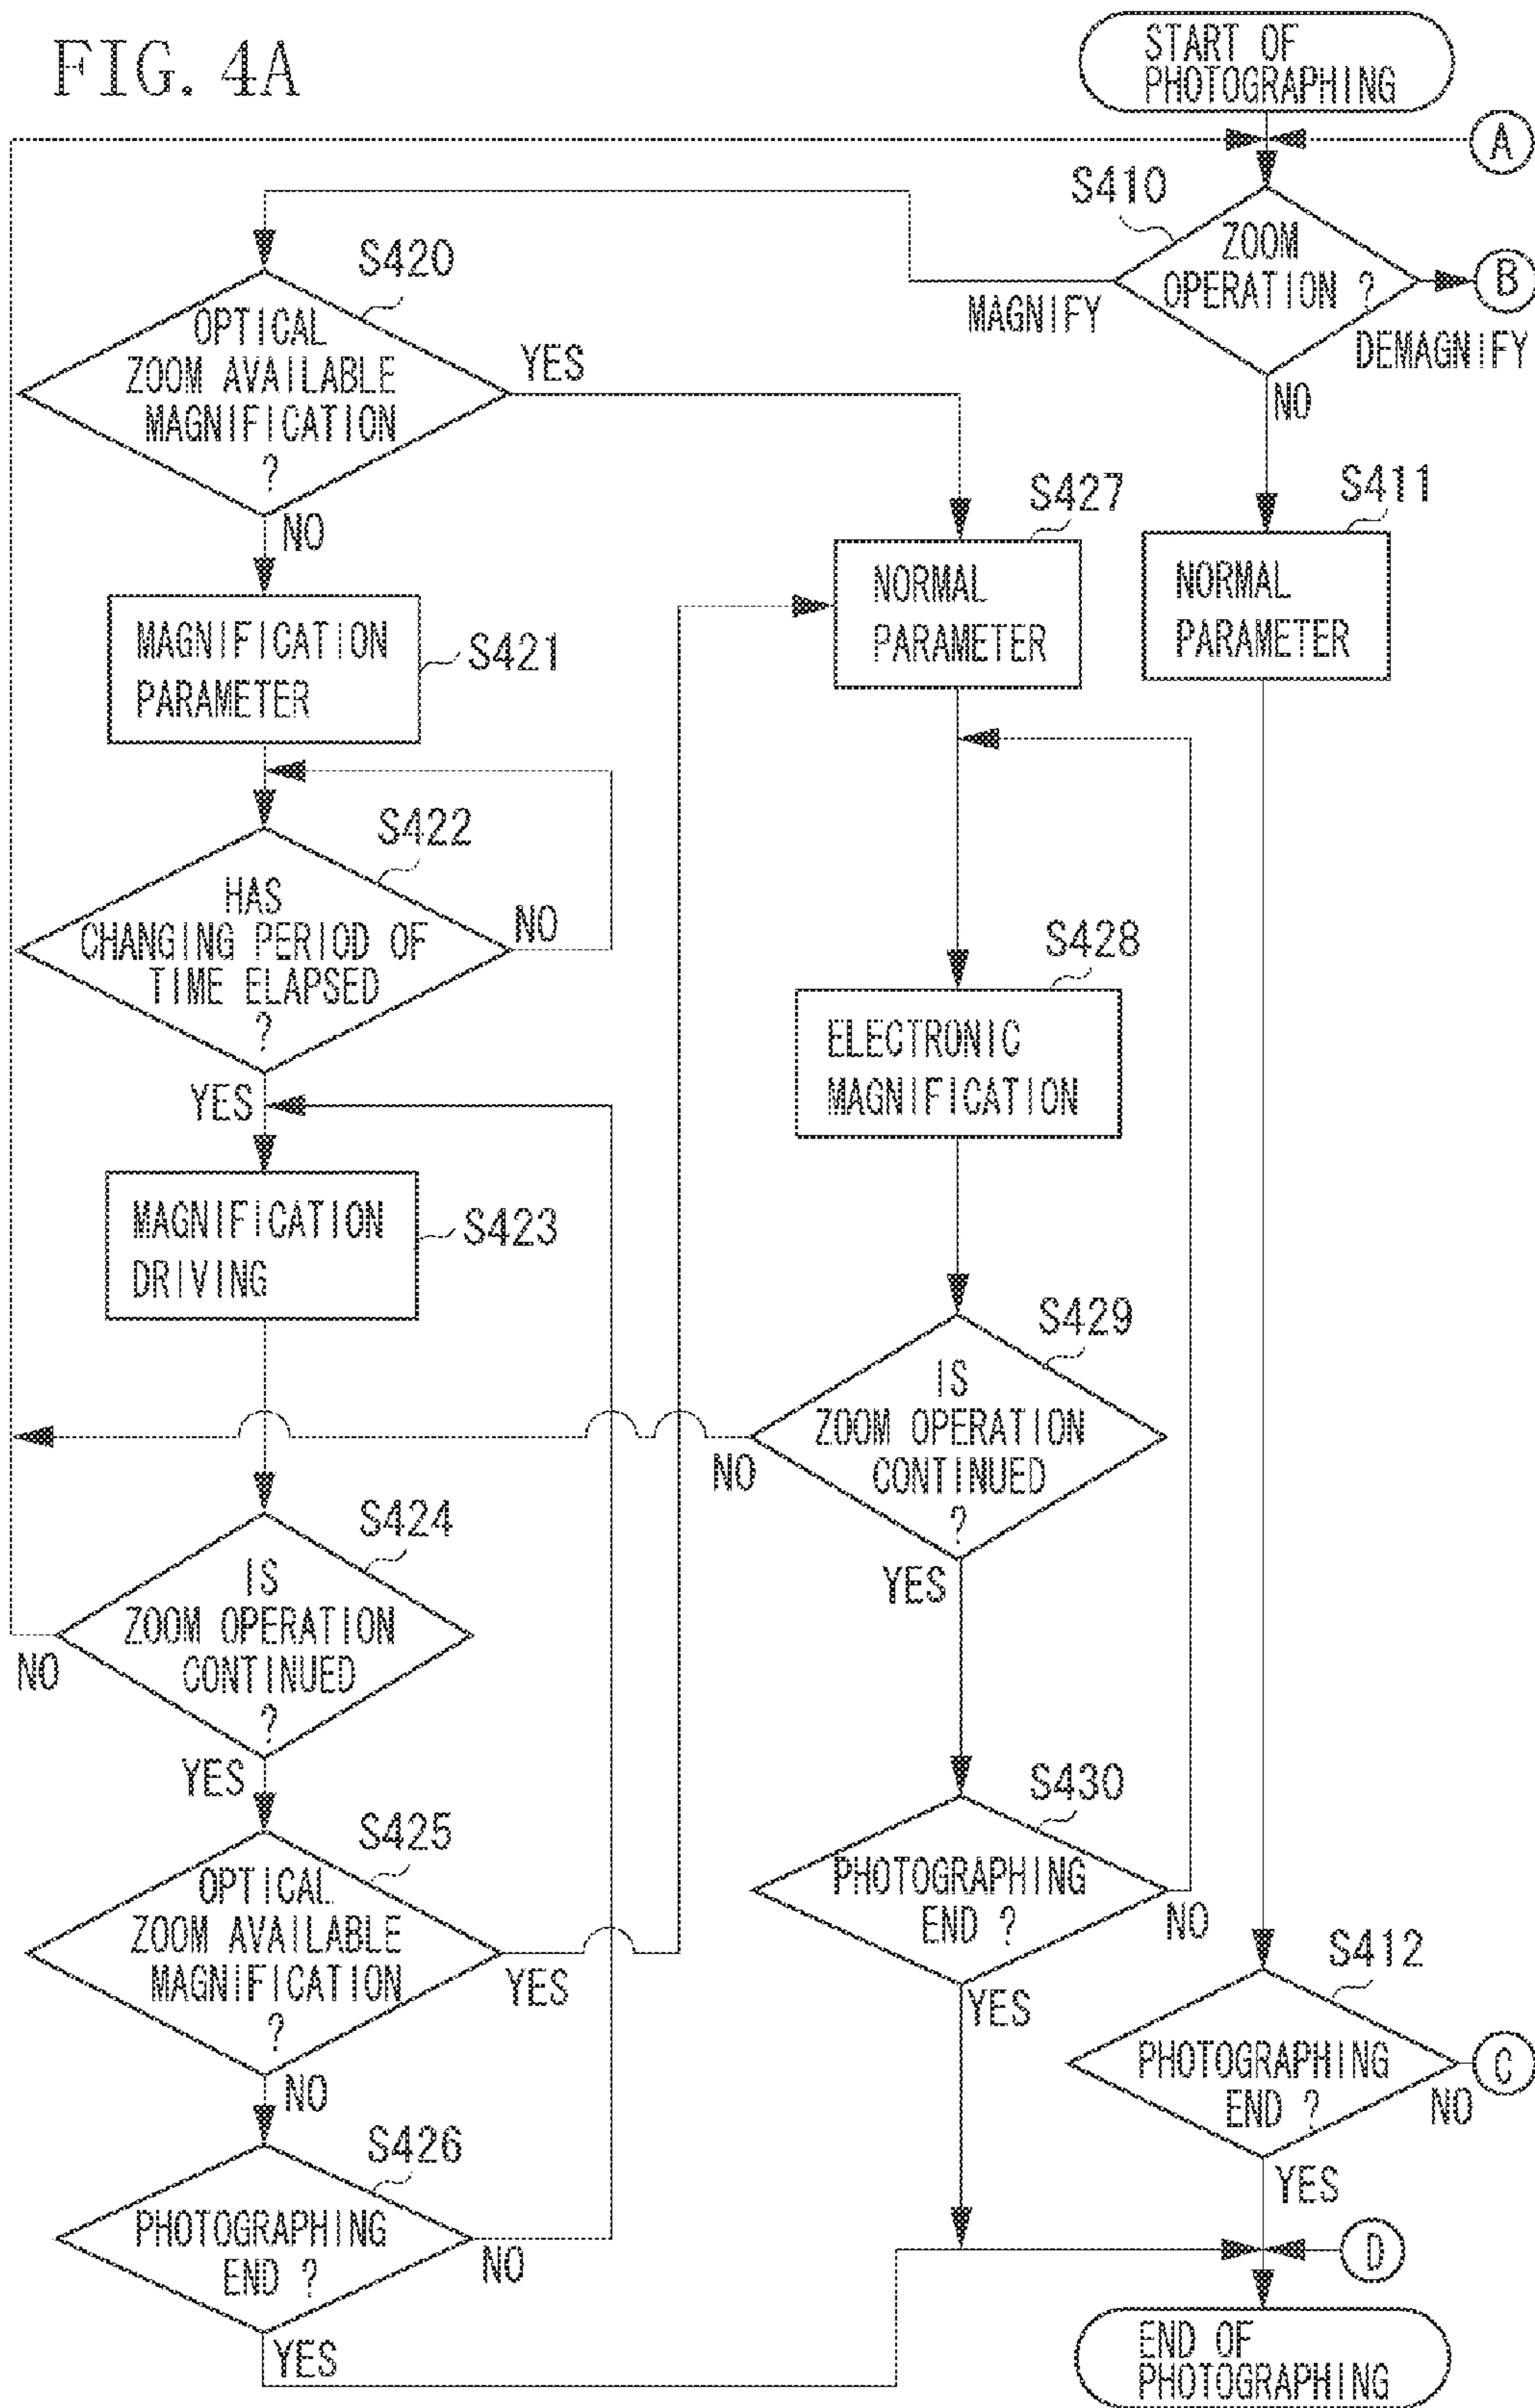 FIG. 4A
START OF
PHOTOGRAPHING
A
S410
ZOOM
OPERATION ?
B
MAGNIFY
DEMAGNIFY
NO
S420
OPTICAL
ZOOM AVAILABLE
MAGNIFICATION
?
YES
NO
S427
NORMAL
PARAMETER
S411
NORMAL
PARAMETER
MAGNIFICATION
PARAMETER
S421
S422
HAS
CHANGING PERIOD OF
TIME ELAPSED
?
NO
YES
S428
ELECTRONIC
MAGNIFICATION
MAGNIFICATION
DRIVING
S423
S429
IS
ZOOM OPERATION
CONTINUED
?
NO
YES
S424
IS
ZOOM OPERATION
CONTINUED
?
NO
YES
S430
PHOTOGRAPHING
END ?
NO
YES
S425
OPTICAL
ZOOM AVAILABLE
MAGNIFICATION
?
YES
NO
S412
PHOTOGRAPHING
END ?
NO
C
YES
S426
PHOTOGRAPHING
END ?
NO
YES
D
END OF
PHOTOGRAPHING